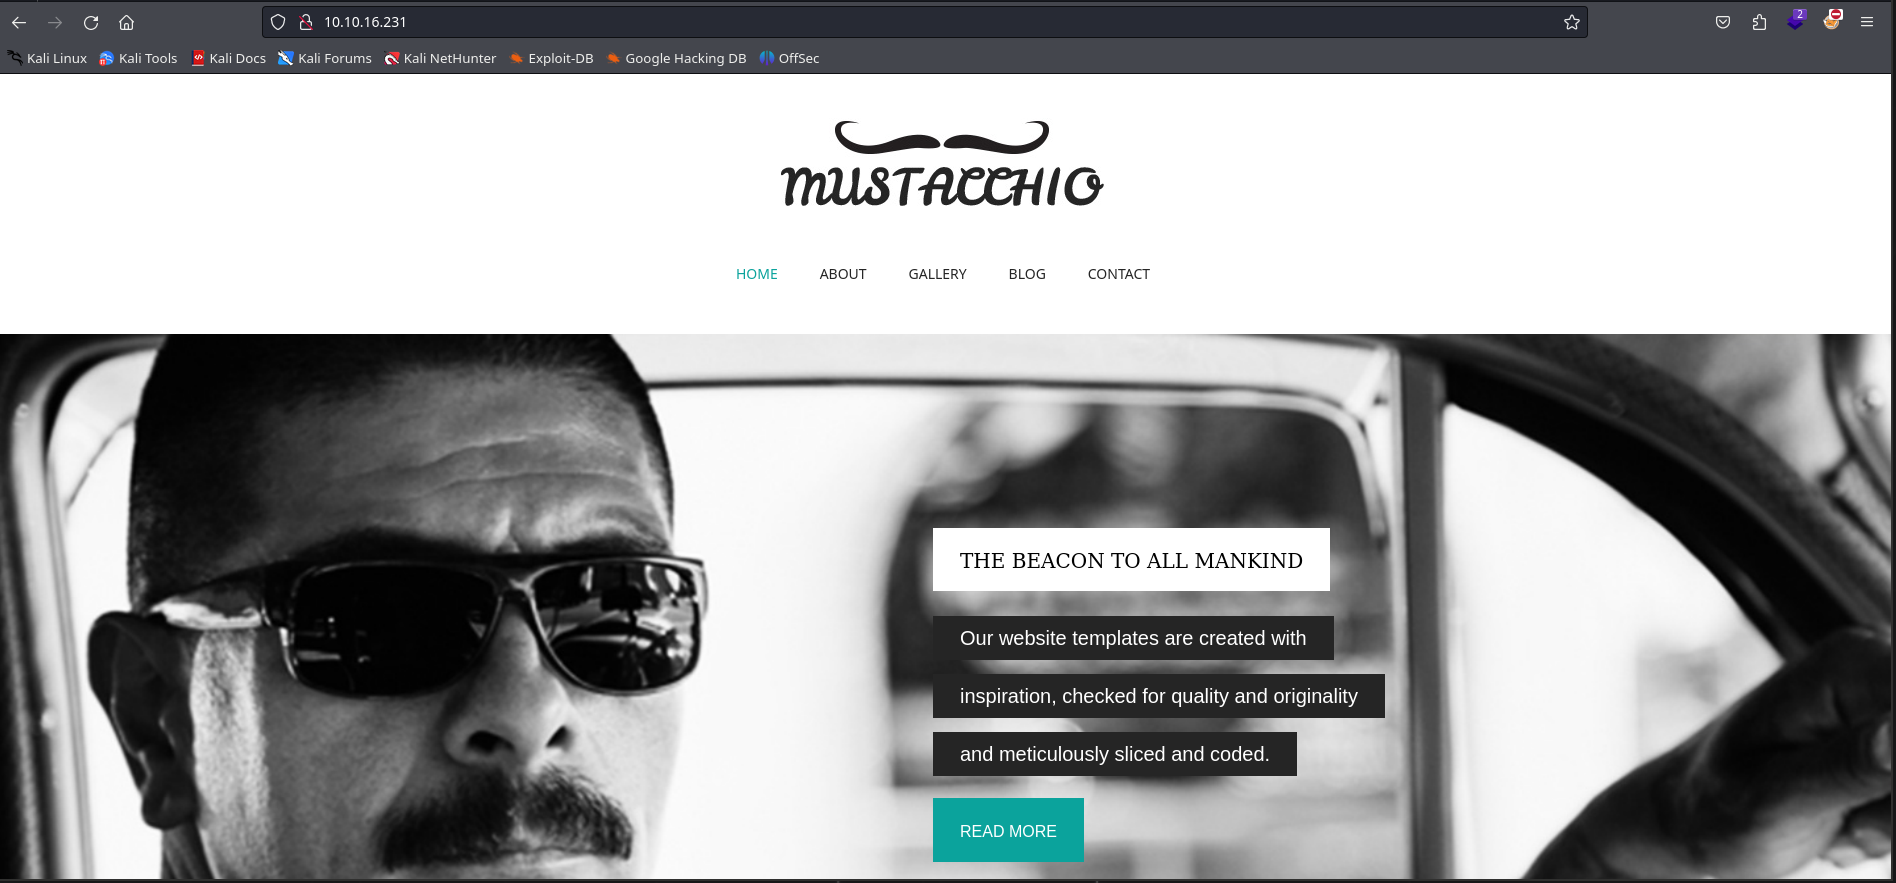 10.10.16.231
2
Kali Linux Kali Tools Kali Docs Kali Forums Kali NetHunter Exploit-DB Google Hacking DB OffSec
MUSTACCHIO
HOME ABOUT GALLERY BLOG CONTACT
THE BEACON TO ALL MANKIND
Our website templates are created with
inspiration, checked for quality and originality
and meticulously sliced and coded.
READ MORE